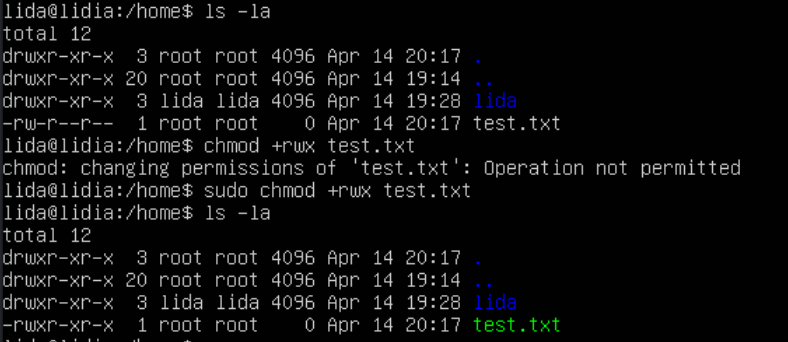 lida@lidia:/home$ ls -la
total 12
drwxr-xr-x  3 root root 4096 Apr 14 20:17 .
drwxr-xr-x 20 root root 4096 Apr 14 19:14 ..
drwxr-xr-x  3 lida lida 4096 Apr 14 19:28 lida
-rw-r--r--  1 root root    0 Apr 14 20:17 test.txt
lida@lidia:/home$ chmod +rwx test.txt
chmod: changing permissions of 'test.txt': Operation not permitted
lida@lidia:/home$ sudo chmod +rwx test.txt
lida@lidia:/home$ ls -la
total 12
drwxr-xr-x  3 root root 4096 Apr 14 20:17 .
drwxr-xr-x 20 root root 4096 Apr 14 19:14 ..
drwxr-xr-x  3 lida lida 4096 Apr 14 19:28 lida
-rwxr-xr-x  1 root root    0 Apr 14 20:17 test.txt